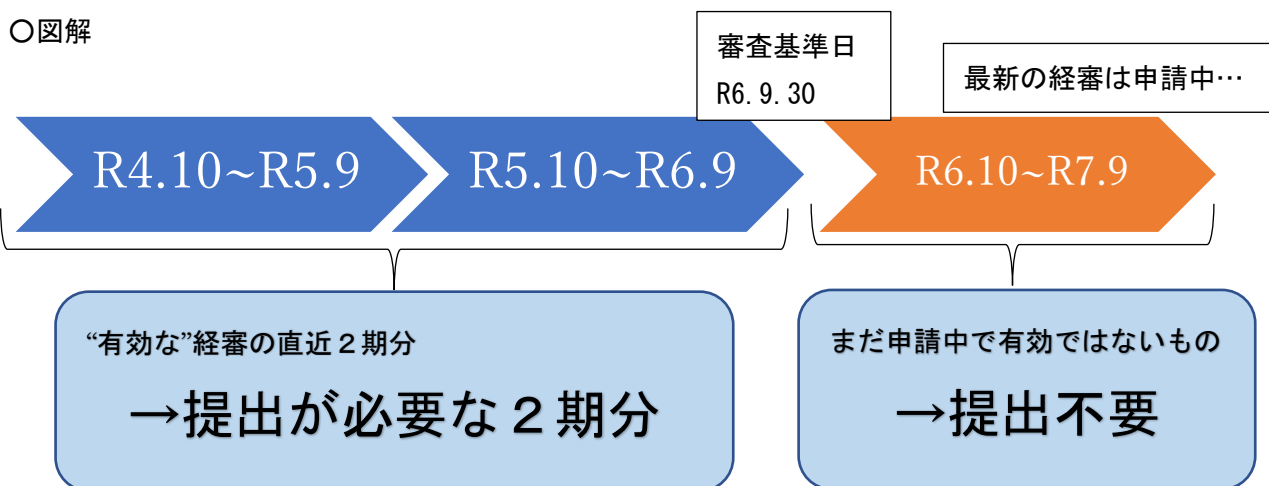 〇図解
審査基準日
R6.9.30
最新の経審は申請中…
R4.10~R5.9
R5.10~R6.9
R6.10~R7.9
“有効な”経審の直近２期分
→提出が必要な２期分
まだ申請中で有効ではないもの
→提出不要